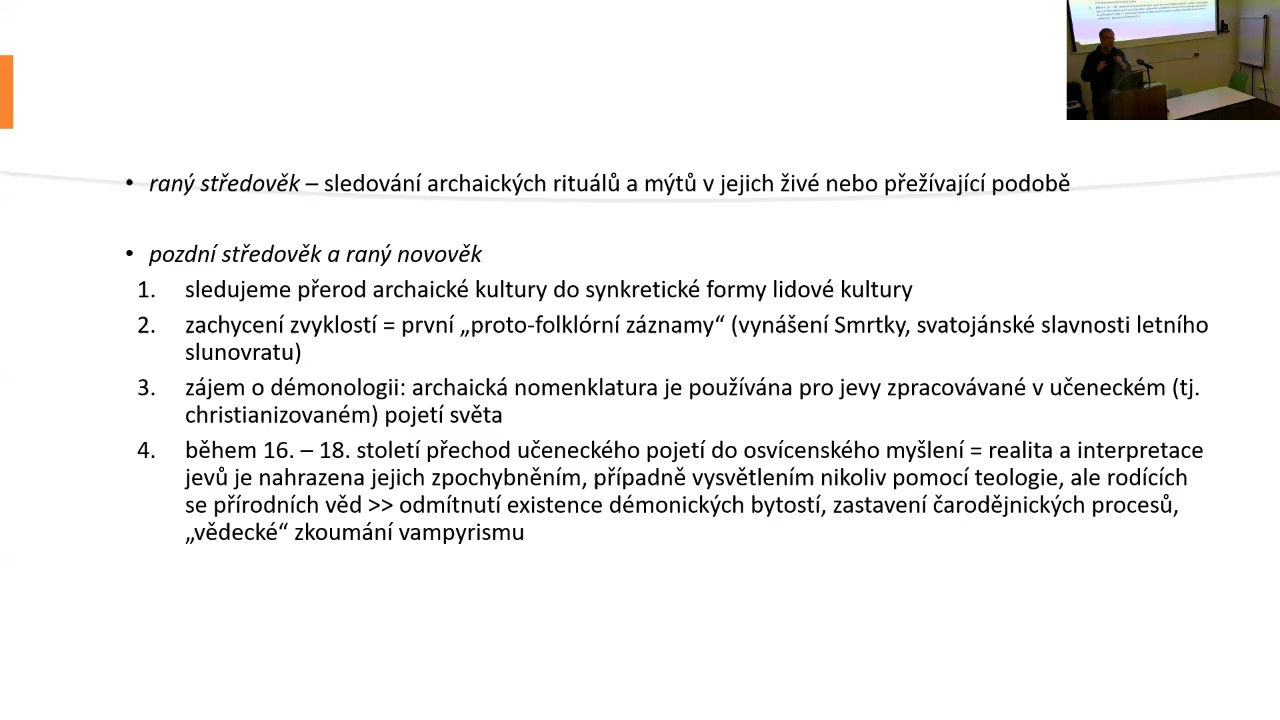 • raný středověk – sledování archaických rituálů a mýtů v jejich živé nebo přežívající podobě
• pozdní středověk a raný novověk
1. sledujeme přerod archaické kultury do synkretické formy lidové kultury
2. zachycení zvyklostí = první „proto-folklórní záznamy“ (vynášení Smrtky, svatojánské slavnosti letního
slunovratu)
3. zájem o démonologii: archaická nomenklatura je používána pro jevy zpracovávané v učeneckém (tj.
christianizovaném) pojetí světa
4. během 16. – 18. století přechod učeneckého pojetí do osvícenského myšlení = realita a interpretace
jevů je nahrazena jejich zpochybněním, případně vysvětlením nikoliv pomocí teologie, ale rodících
se přírodních věd >> odmítnutí existence démonických bytostí, zastavení čarodějnických procesů,
„vědecké“ zkoumání vampyrismu